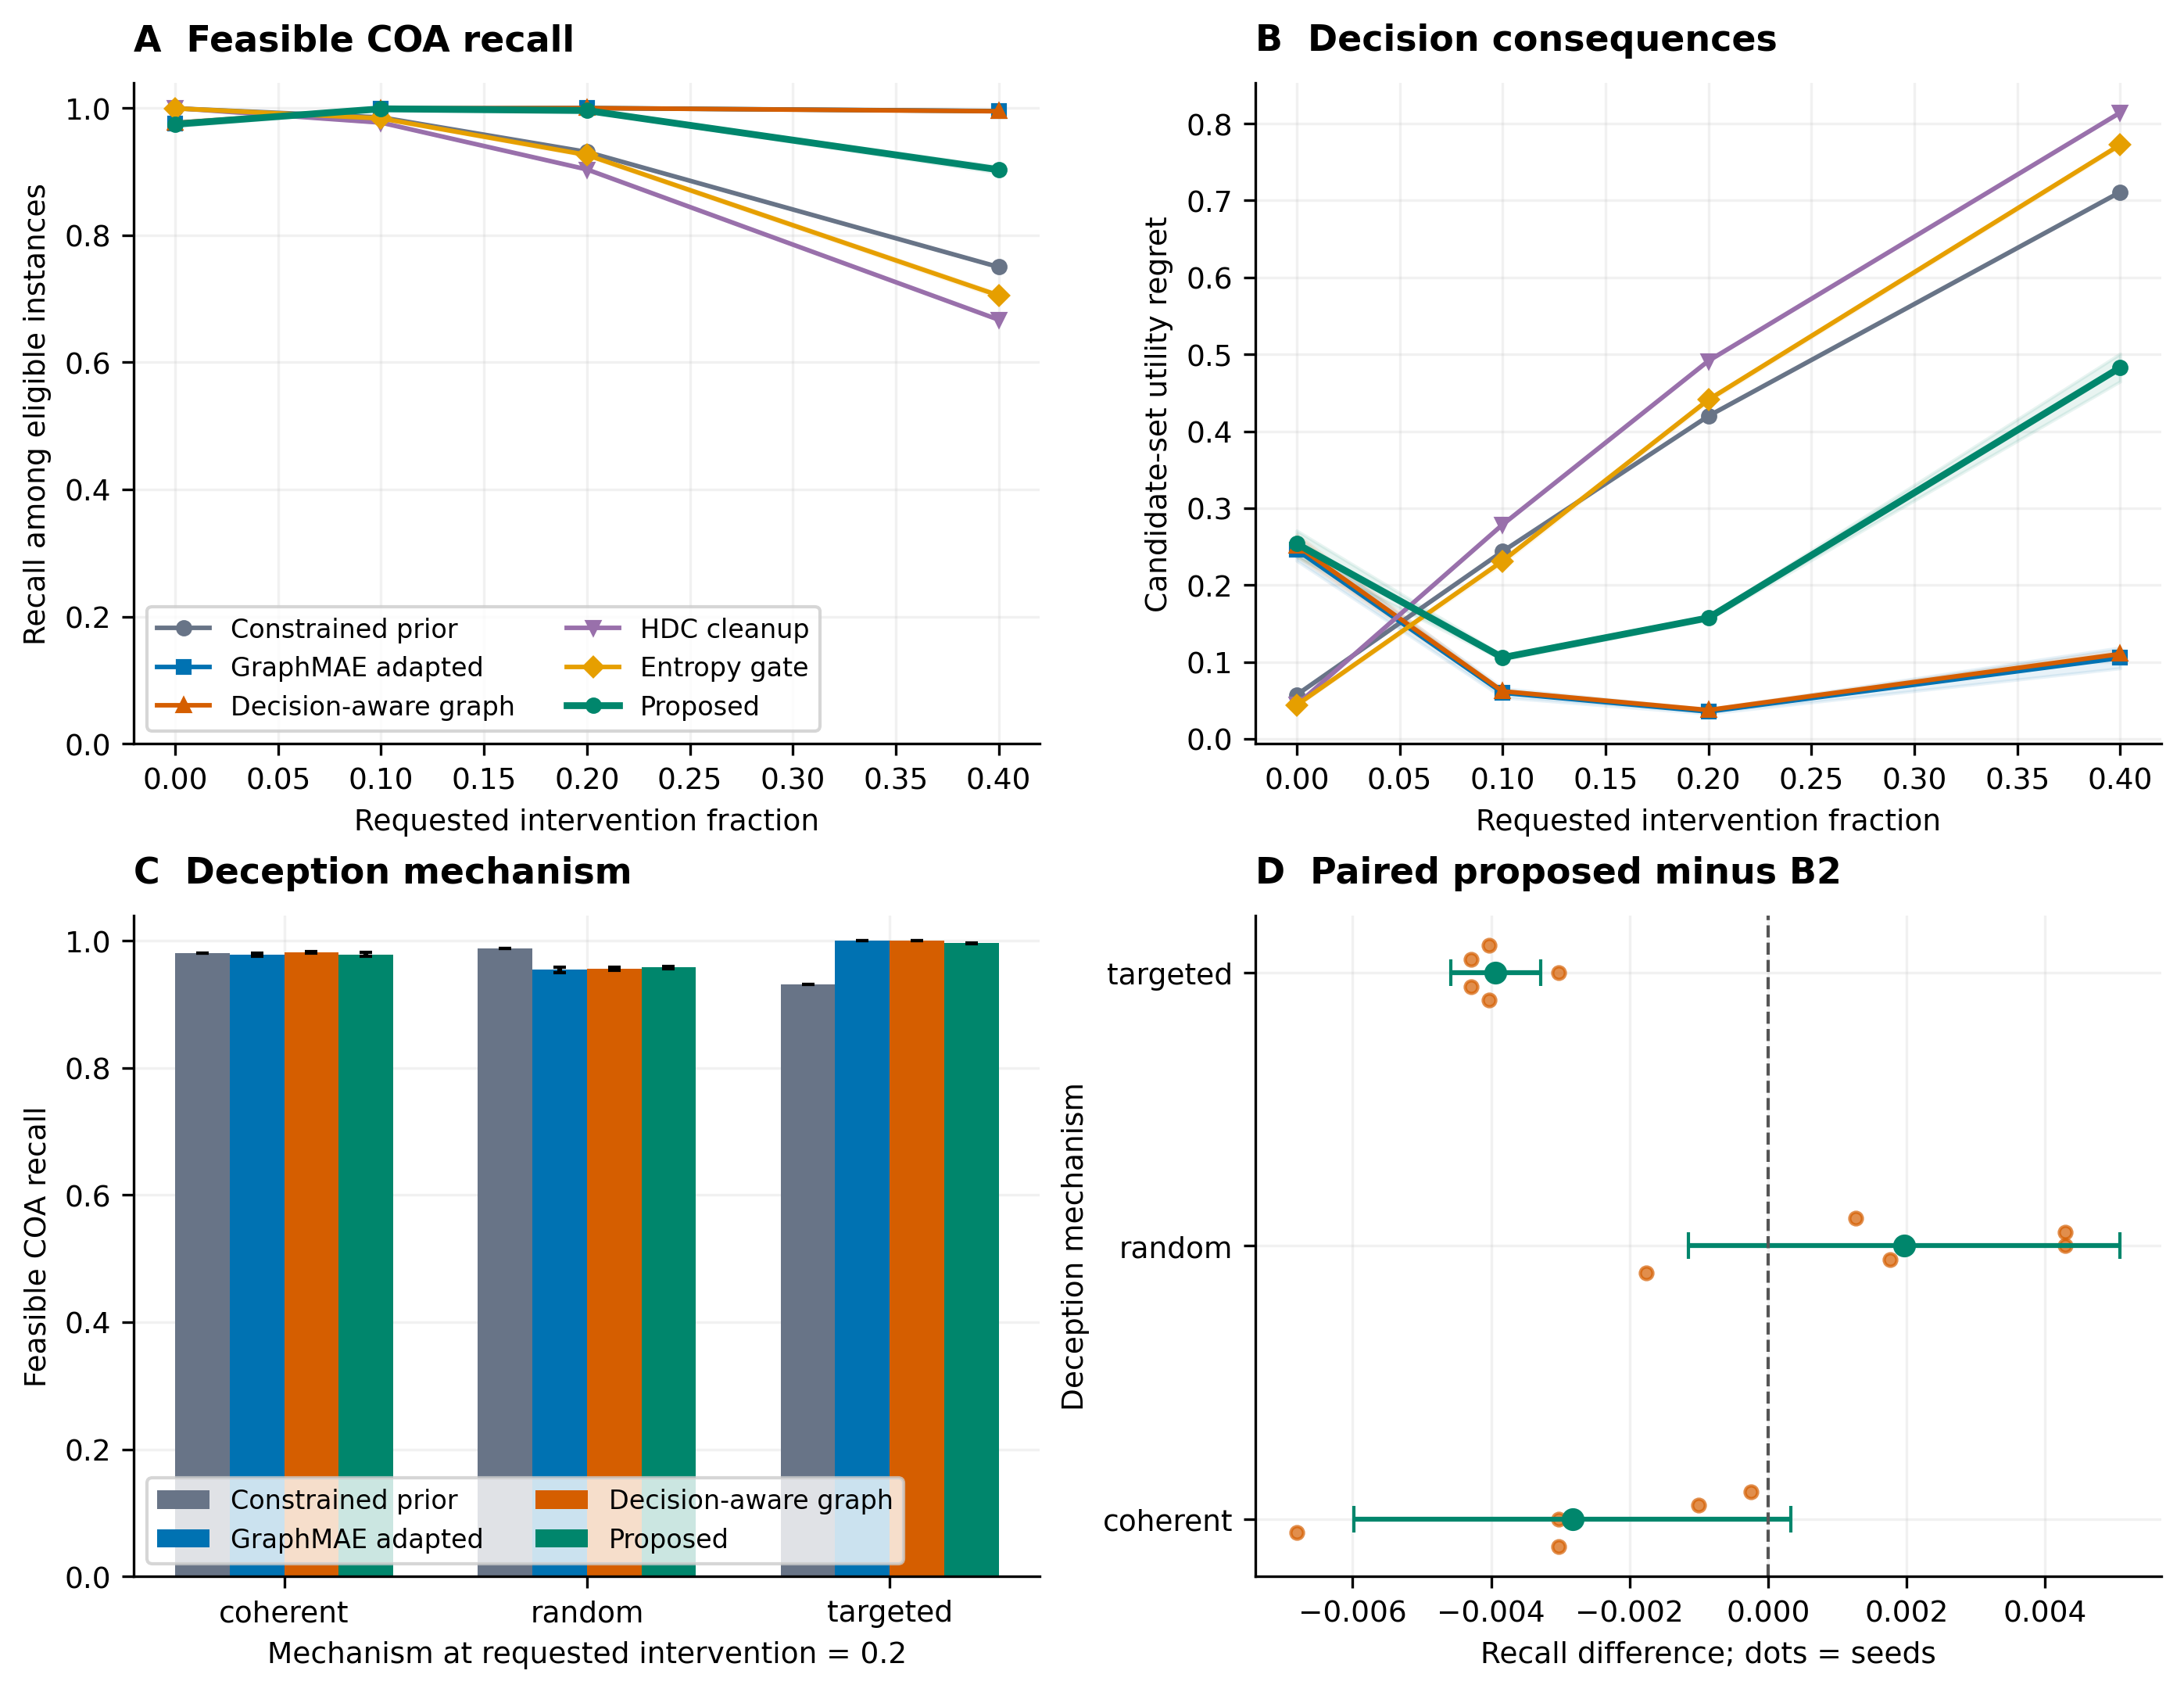 A Feasible COA recall
Recall among eligible instances
1.0
0.8
0.6
0.4
0.2
0.0
Constrained prior
GraphMAE adapted
Decision-aware graph
HDC cleanup
Entropy gate
Proposed
0.00 0.05 0.10 0.15 0.20 0.25 0.30 0.35 0.40
Requested intervention fraction
B Decision consequences
Candidate-set utility regret
0.8
0.7
0.6
0.5
0.4
0.3
0.2
0.1
0.0
0.00 0.05 0.10 0.15 0.20 0.25 0.30 0.35 0.40
Requested intervention fraction
C Deception mechanism
Feasible COA recall
1.0
0.8
0.6
0.4
0.2
0.0
Constrained prior
GraphMAE adapted
Decision-aware graph
Proposed
coherent random targeted
Mechanism at requested intervention = 0.2
D Paired proposed minus B2
Deception mechanism
targeted
random
coherent
−0.006 −0.004 −0.002 0.000 0.002 0.004
Recall difference; dots = seeds